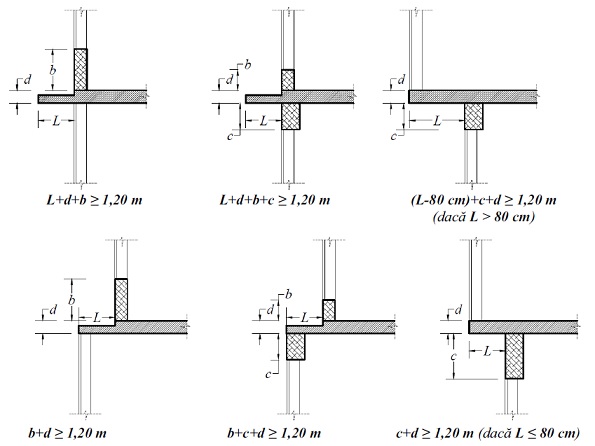 b
d
L
L+d+b ≥ 1,20 m
b
d
L
c
L+d+b+c ≥ 1,20 m
d
L
c
(L-80 cm)+c+d ≥ 1,20 m
(dacă L > 80 cm)
b
d
L
b+d ≥ 1,20 m
b
d
L
c
b+c+d ≥ 1,20 m
d
L
c
c+d ≥ 1,20 m (dacă L ≤ 80 cm)